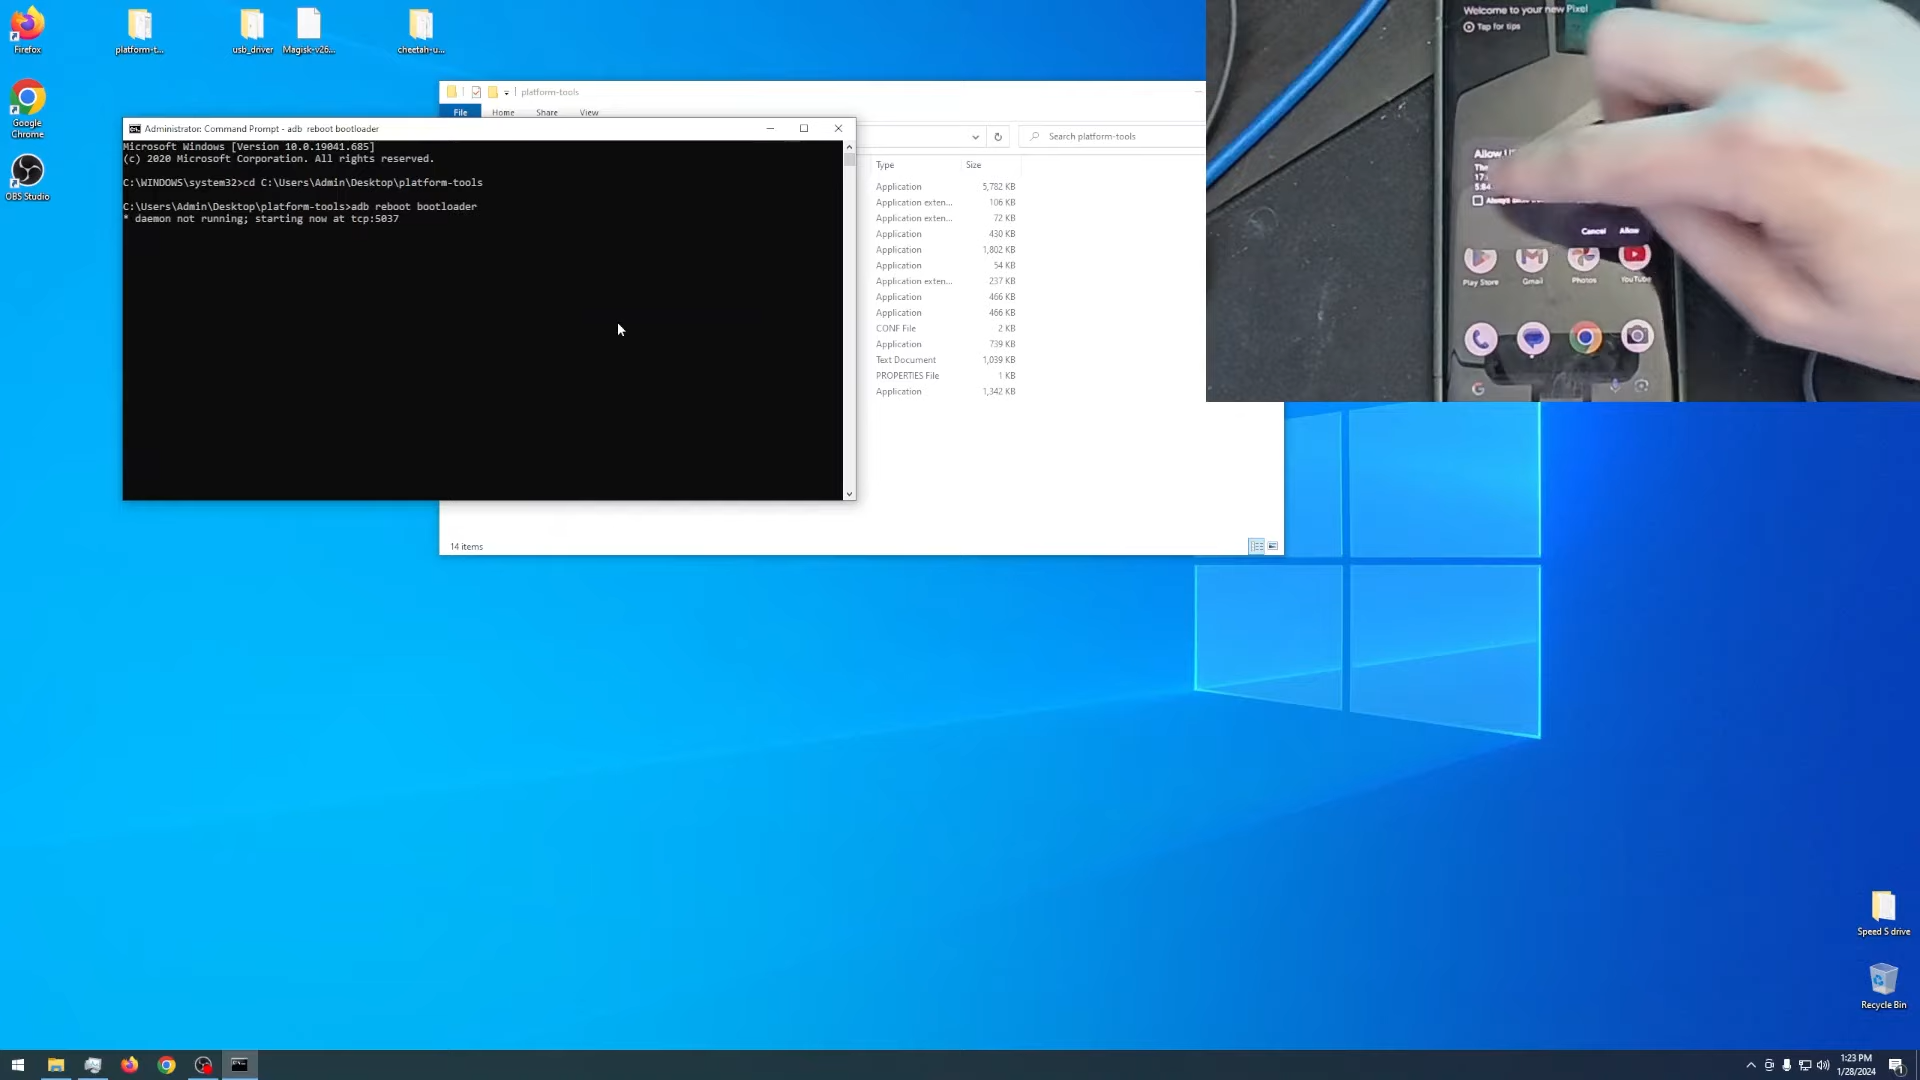 Firefox
platform-t...
usb_driver
Magisk-v26...
cheetah-u...
Google
Chrome
OBS Studio
platform-tools
File
Home
Share
View
Search platform-tools
Administrator: Command Prompt - adb reboot bootloader
Microsoft Windows [Version 10.0.19041.685]
(c) 2020 Microsoft Corporation. All rights reserved.
C:\WINDOWS\system32>cd C:\Users\Admin\Desktop\platform-tools
C:\Users\Admin\Desktop\platform-tools>adb reboot bootloader
* daemon not running; starting now at tcp:5037
Type Size
Application 5,782 KB
Application exten... 106 KB
Application exten... 72 KB
Application 430 KB
Application 1,802 KB
Application 54 KB
Application exten... 237 KB
Application 466 KB
Application 466 KB
CONF File 2 KB
Application 739 KB
Text Document 1,039 KB
PROPERTIES File 1 KB
Application 1,342 KB
14 items
Welcome to your new Pixel
Tap for tips
Allow
Cancel
Allow
Play Store
Gmail
Photos
YouTube
Speed S drive
Recycle Bin
1:23 PM
1/28/2024